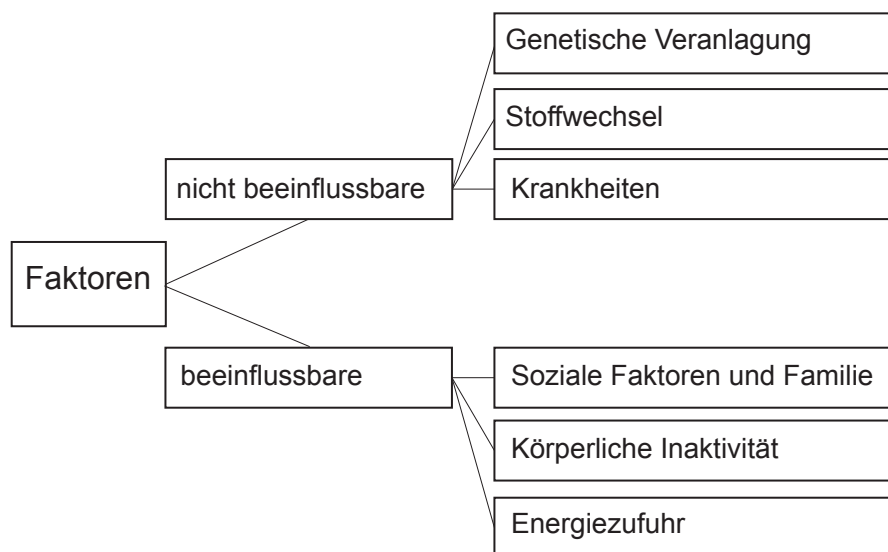 Faktoren
nicht beeinflussbare
Genetische Veranlagung
Stoffwechsel
Krankheiten
beeinflussbare
Soziale Faktoren und Familie
Körperliche Inaktivität
Energiezufuhr